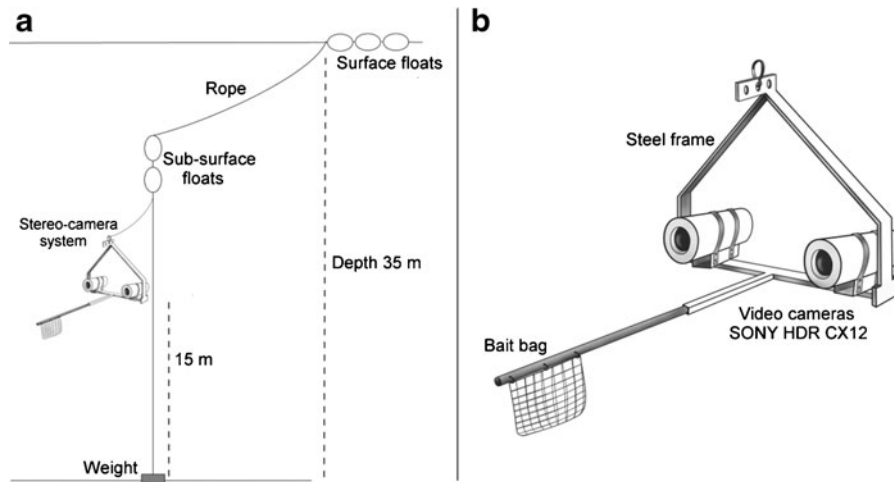 a
Surface floats
Rope
Sub-surface
floats
Stereo-camera
system
Depth 35 m
15 m
Weight
b
Steel frame
Video cameras
SONY HDR CX12
Bait bag